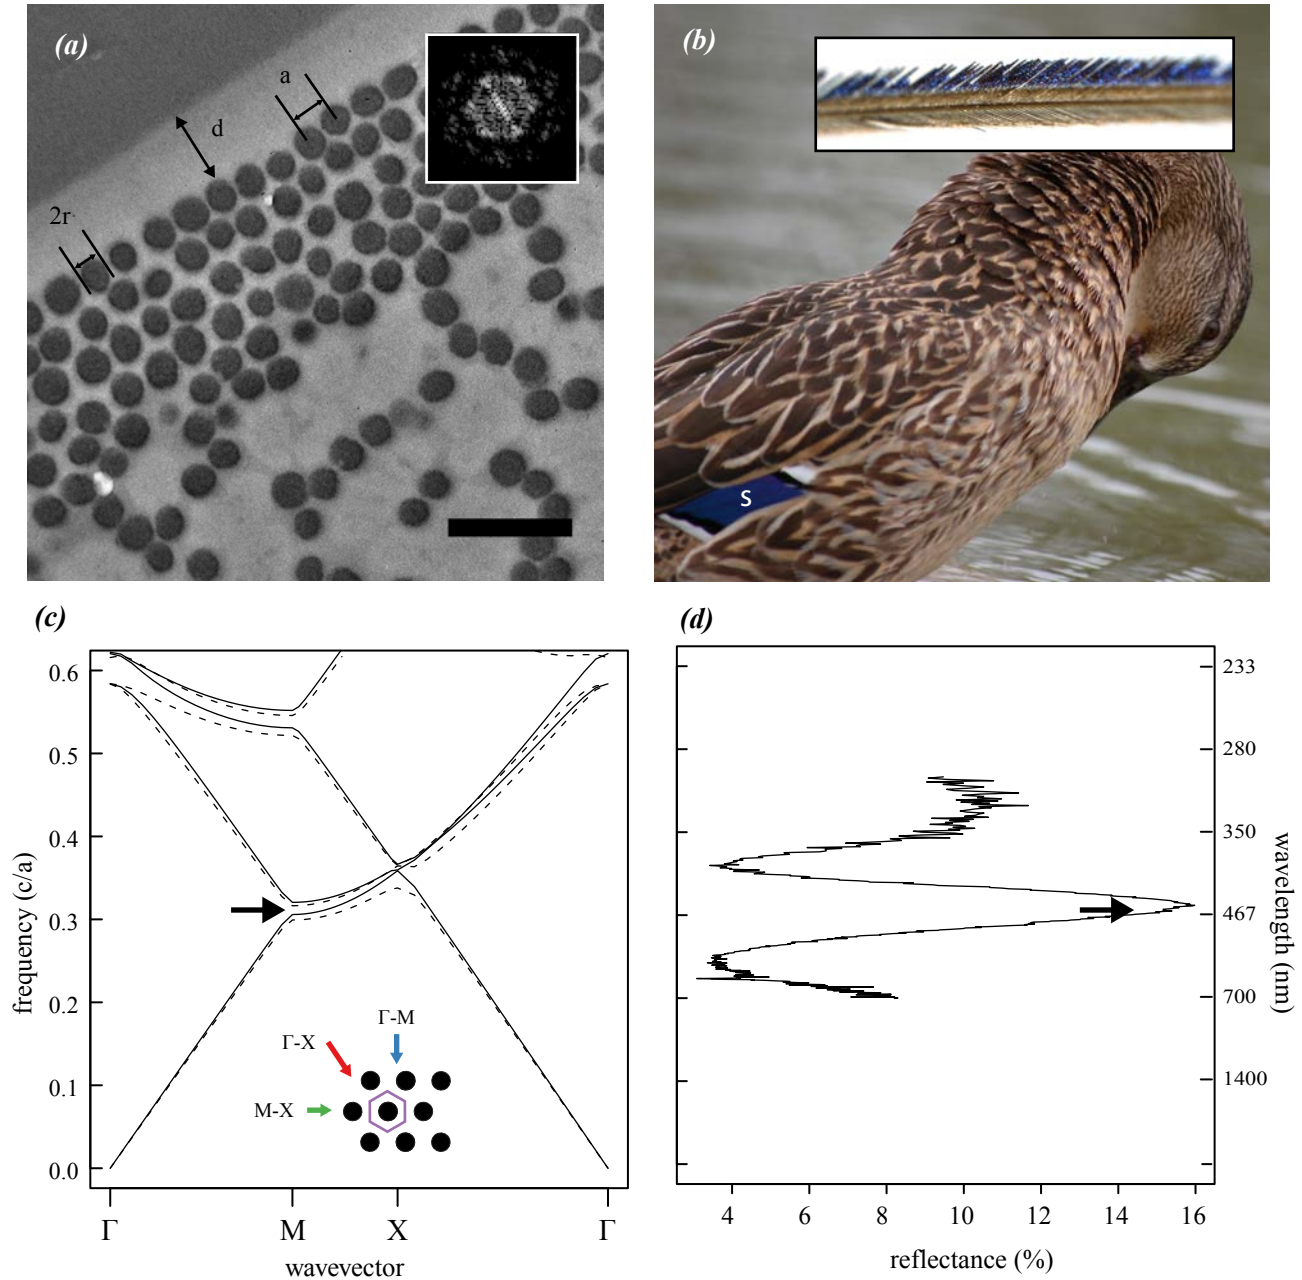 (a)
a
d
2r
(b)
S
(c)
frequency (c/a)
0.6
0.5
0.4
0.3
0.2
0.1
0.0
Γ-M
Γ-X
M-X
Γ M X Γ
wavevector
(d)
233
280
350
467
700
1400
wavelength (nm)
4 6 8 10 12 14 16
reflectance (%)